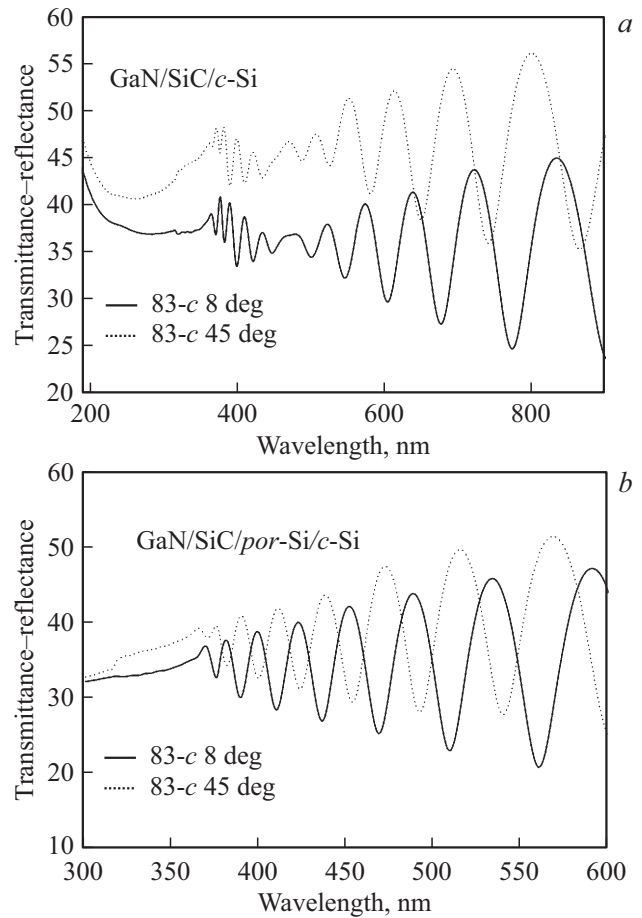 a
60
55
50
45
40
35
30
25
20
Transmittance–reflectance
GaN/SiC/c-Si
83-c 8 deg
83-c 45 deg
200
400
600
800
Wavelength, nm
b
60
50
40
30
20
10
Transmittance–reflectance
GaN/SiC/por-Si/c-Si
83-c 8 deg
83-c 45 deg
300
350
400
450
500
550
600
Wavelength, nm